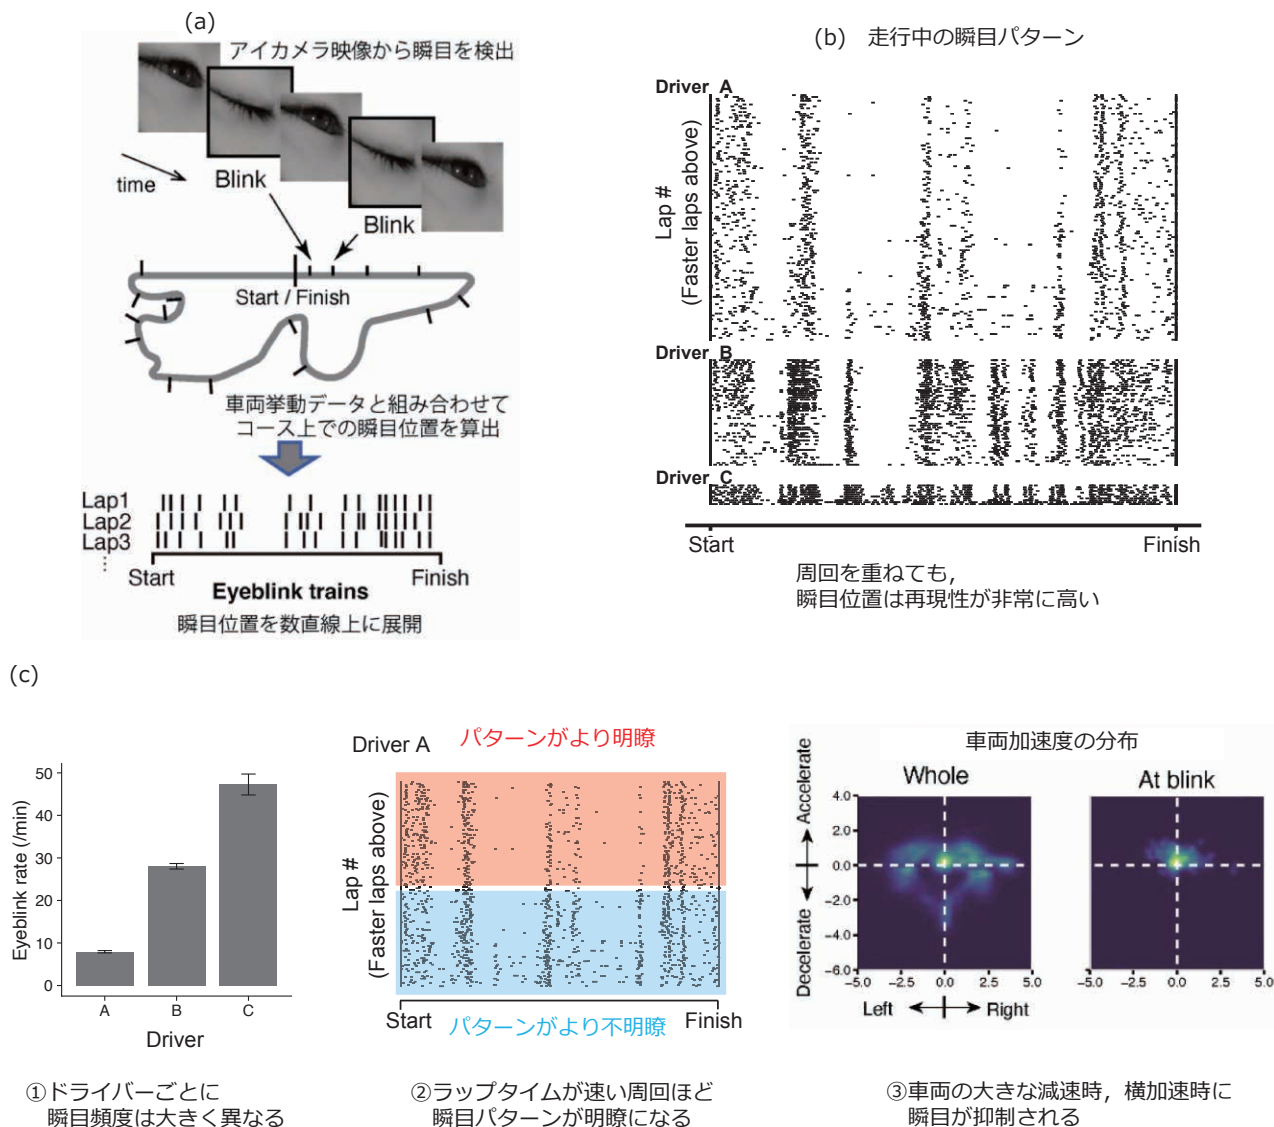 (a)
アイカメラ映像から瞬目を検出
time
Blink
Blink
Start / Finish
車両挙動データと組み合わせて
コース上での瞬目位置を算出
Lap1
Lap2
Lap3
⋮
Start
Finish
Eyeblink trains
瞬目位置を数直線上に展開
(b) 走行中の瞬目パターン
Driver A
Lap #
(Faster laps above)
Driver B
Driver C
Start
Finish
周回を重ねても，
瞬目位置は再現性が非常に高い
(c)
Eyeblink rate (/min)
50
40
30
20
10
0
A B C
Driver
①ドライバーごとに
瞬目頻度は大きく異なる
Driver A
パターンがより明瞭
Lap #
(Faster laps above)
Start
パターンがより不明瞭
Finish
②ラップタイムが速い周回ほど
瞬目パターンが明瞭になる
車両加速度の分布
Whole
At blink
Accelerate
Decelerate
4.0
2.0
0.0
−2.0
−4.0
−6.0
−5.0 −2.5 0.0 2.5 5.0
Left
Right
4.0
2.0
0.0
−2.0
−4.0
−6.0
−5.0 −2.5 0.0 2.5 5.0
③車両の大きな減速時，横加速時に
瞬目が抑制される